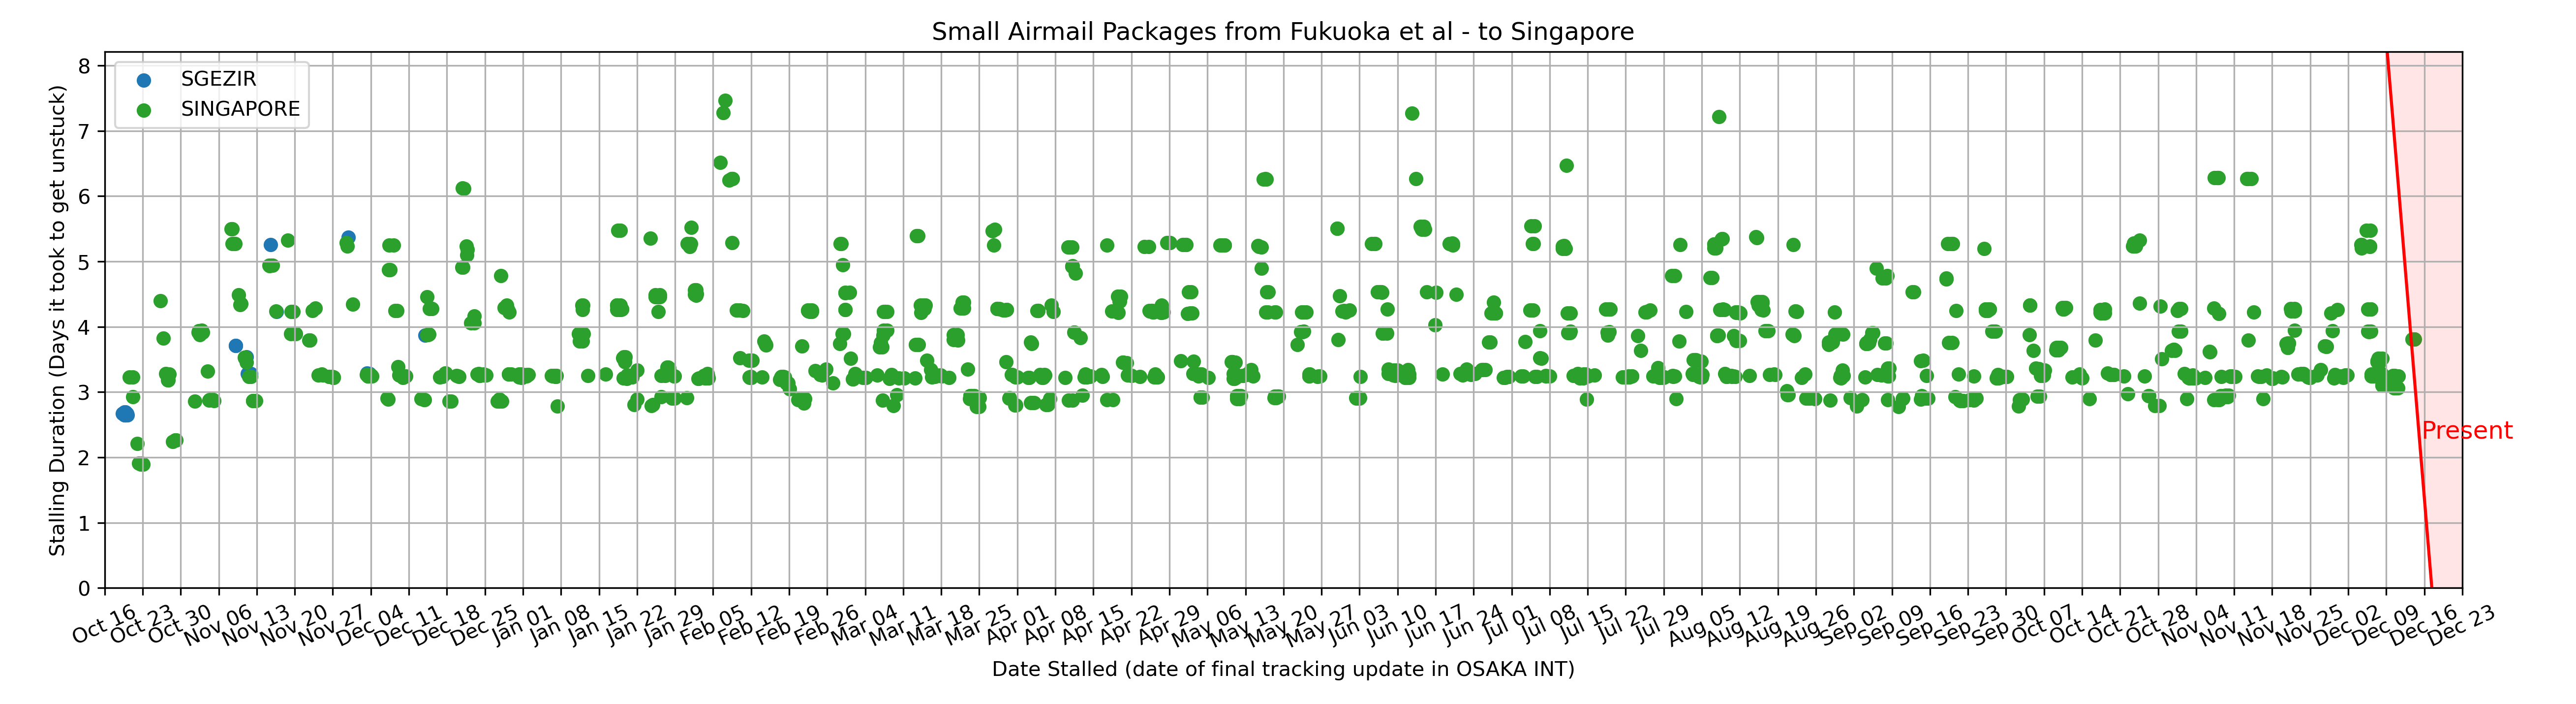 Small Airmail Packages from Fukuoka et al - to Singapore
SGEZIR
SINGAPORE
Stalling Duration (Days it took to get unstuck)
8
7
6
5
4
3
2
1
0
Present
Oct 16
Oct 23
Oct 30
Nov 06
Nov 13
Nov 20
Nov 27
Dec 04
Dec 11
Dec 18
Dec 25
Jan 01
Jan 08
Jan 15
Jan 22
Jan 29
Feb 05
Feb 12
Feb 19
Feb 26
Mar 04
Mar 11
Mar 18
Mar 25
Apr 01
Apr 08
Apr 15
Apr 22
Apr 29
May 06
May 13
May 20
May 27
Jun 03
Jun 10
Jun 17
Jun 24
Jul 01
Jul 08
Jul 15
Jul 22
Jul 29
Aug 05
Aug 12
Aug 19
Aug 26
Sep 02
Sep 09
Sep 16
Sep 23
Sep 30
Oct 07
Oct 14
Oct 21
Oct 28
Nov 04
Nov 11
Nov 18
Nov 25
Dec 02
Dec 09
Dec 16
Dec 23
Date Stalled (date of final tracking update in OSAKA INT)